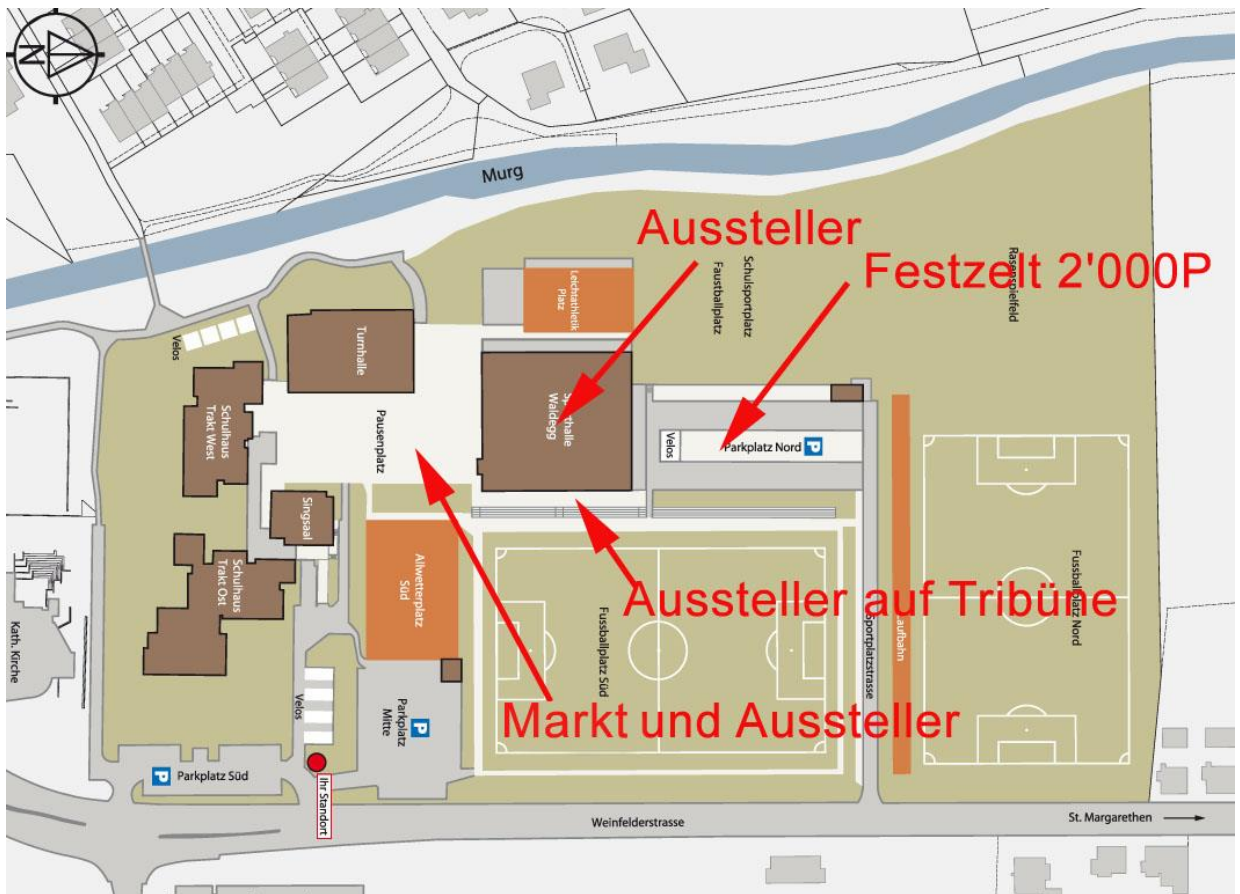 N
Murg
Aussteller
Festzelt 2'000P
Leichtathletik
Platz
Faustballplatz
Schulsportplatz
Rasenspielfeld
Velos
Turnhalle
Schulhaus
Trakt West
Pausenplatz
Sporthalle
Waldegg
Velos
Parkplatz Nord P
Singsaal
Schulhaus
Trakt Ost
Allwetterplatz
Süd
Aussteller auf Tribüne
Fussballplatz Süd
Sportplatzstrasse
Laufbahn
Fussballplatz Nord
Kath. Kirche
Velos
Parkplatz
Mitte
P
Markt und Aussteller
P Parkplatz Süd
Ihr Standort
Weinfelderstrasse
St. Margarethen